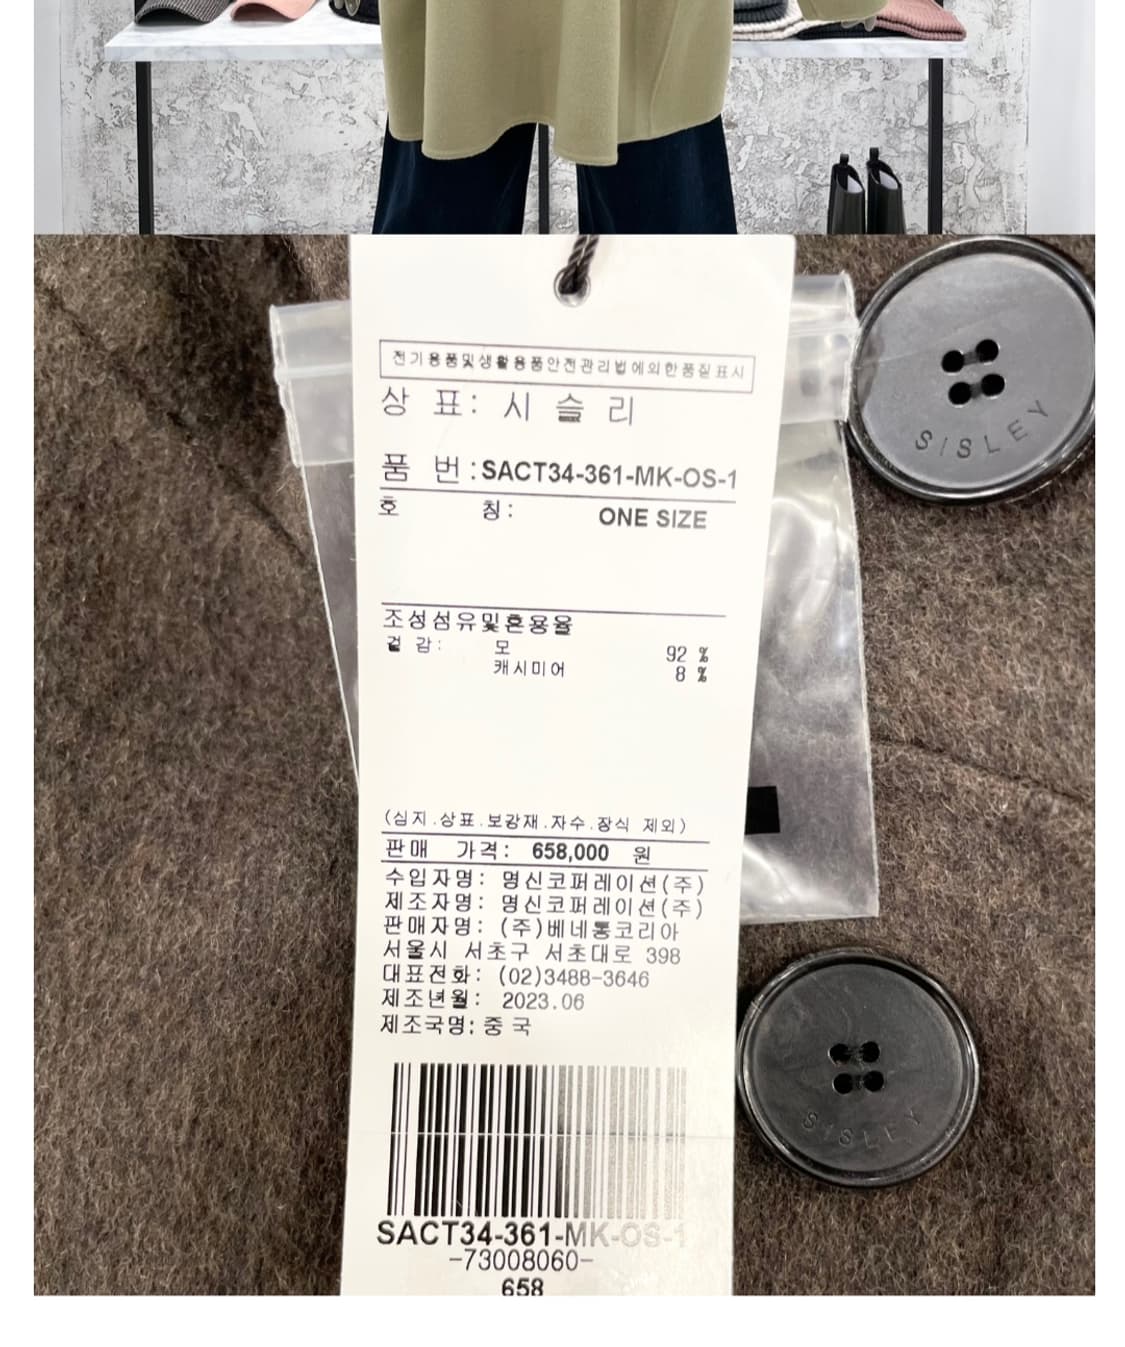 전기용품및생활용품안전관리법에의한품질표시
상 표: 시 슬 리
품 번:SACT34-361-MK-OS-1
호 칭: ONE SIZE
조성섬유및혼용율
겉 감: 모 92 %
캐시미어 8 %
(심지.상표.보강재.자수.장식 제외)
판매 가격: 658,000 원
수입자명: 명신코퍼레이션(주)
제조자명: 명신코퍼레이션(주)
판매자명: (주)베네통코리아
서울시 서초구 서초대로 398
대표전화: (02)3488-3646
제조년월: 2023.06
제조국명: 중국
SACT34-361-MK-OS-1
-73008060-
658
SISLEY
SISLEY